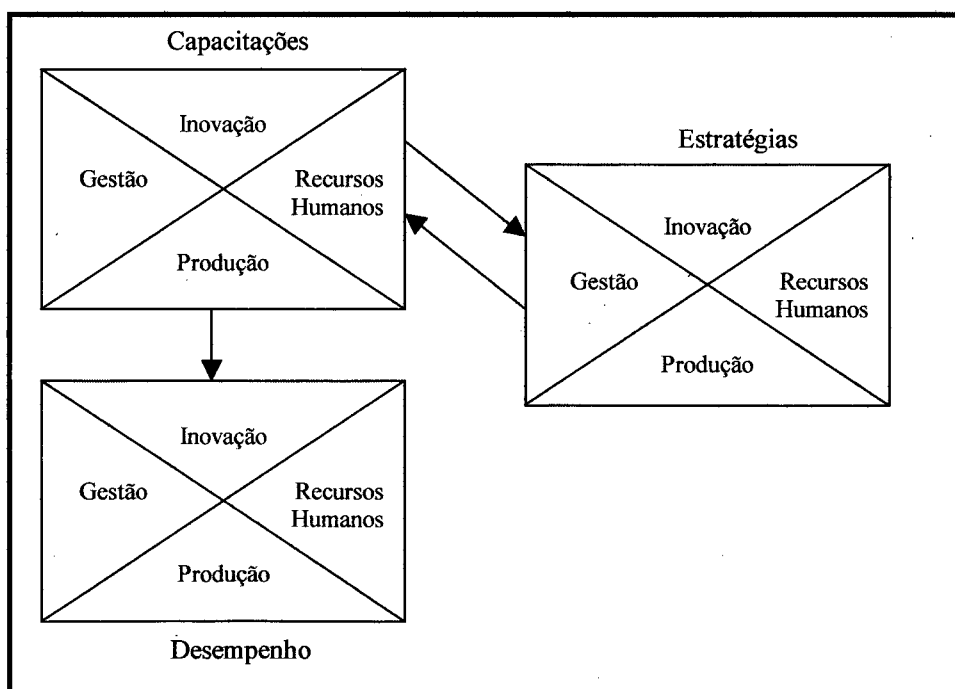 Capacitações
Inovação
Gestão
Recursos
Humanos
Produção
Estratégias
Inovação
Gestão
Recursos
Humanos
Produção
Inovação
Gestão
Recursos
Humanos
Produção
Desempenho